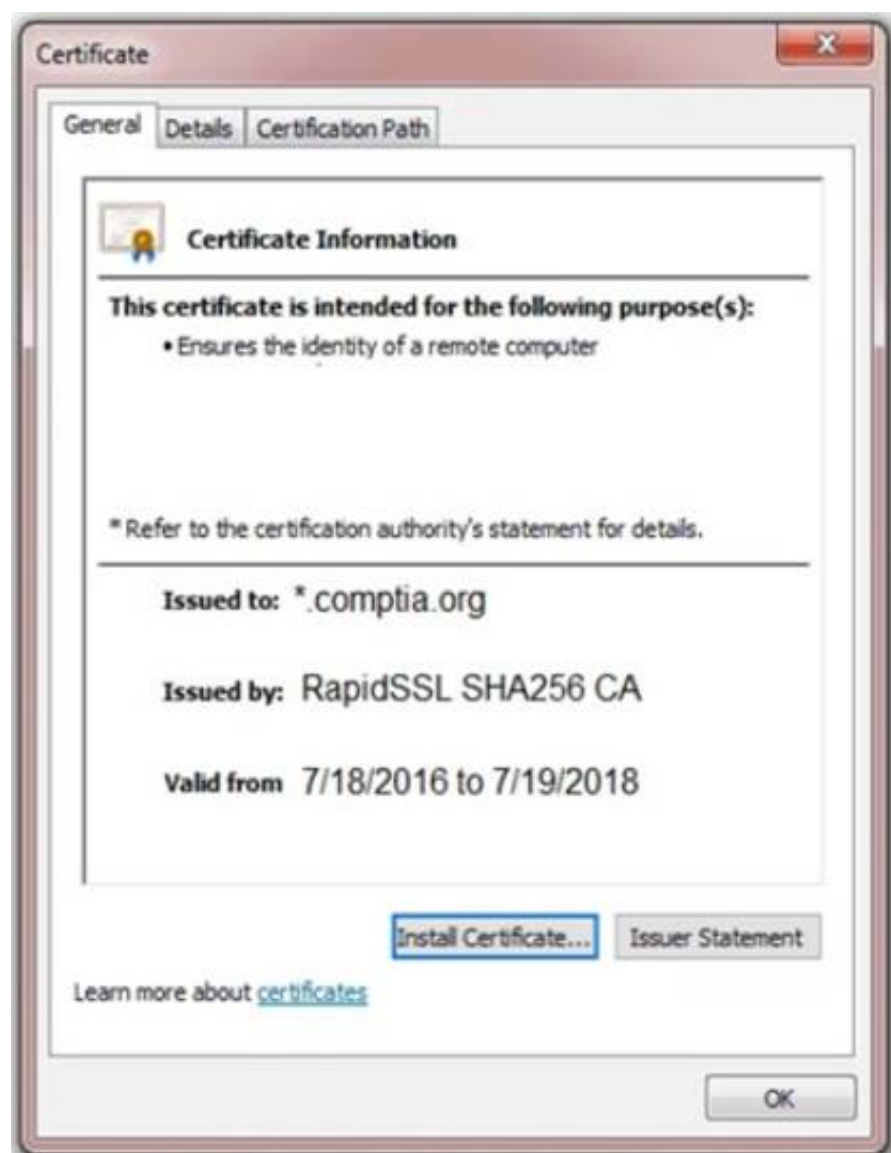 Certificate
General Details Certification Path
Certificate Information
This certificate is intended for the following purpose(s):
• Ensures the identity of a remote computer
* Refer to the certification authority's statement for details.
Issued to: *.comptia.org
Issued by: RapidSSL SHA256 CA
Valid from 7/18/2016 to 7/19/2018
Install Certificate... Issuer Statement
Learn more about certificates
OK